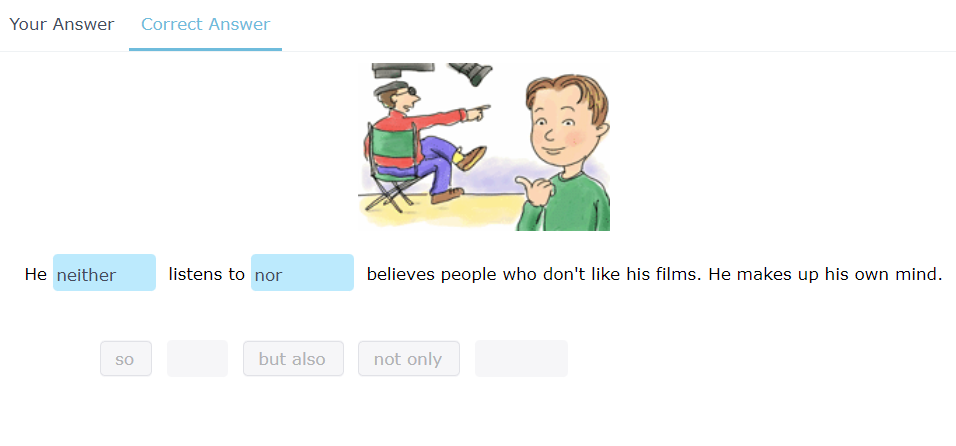 Your Answer Correct Answer
He neither listens to nor believes people who don't like his films. He makes up his own mind.
so but also not only